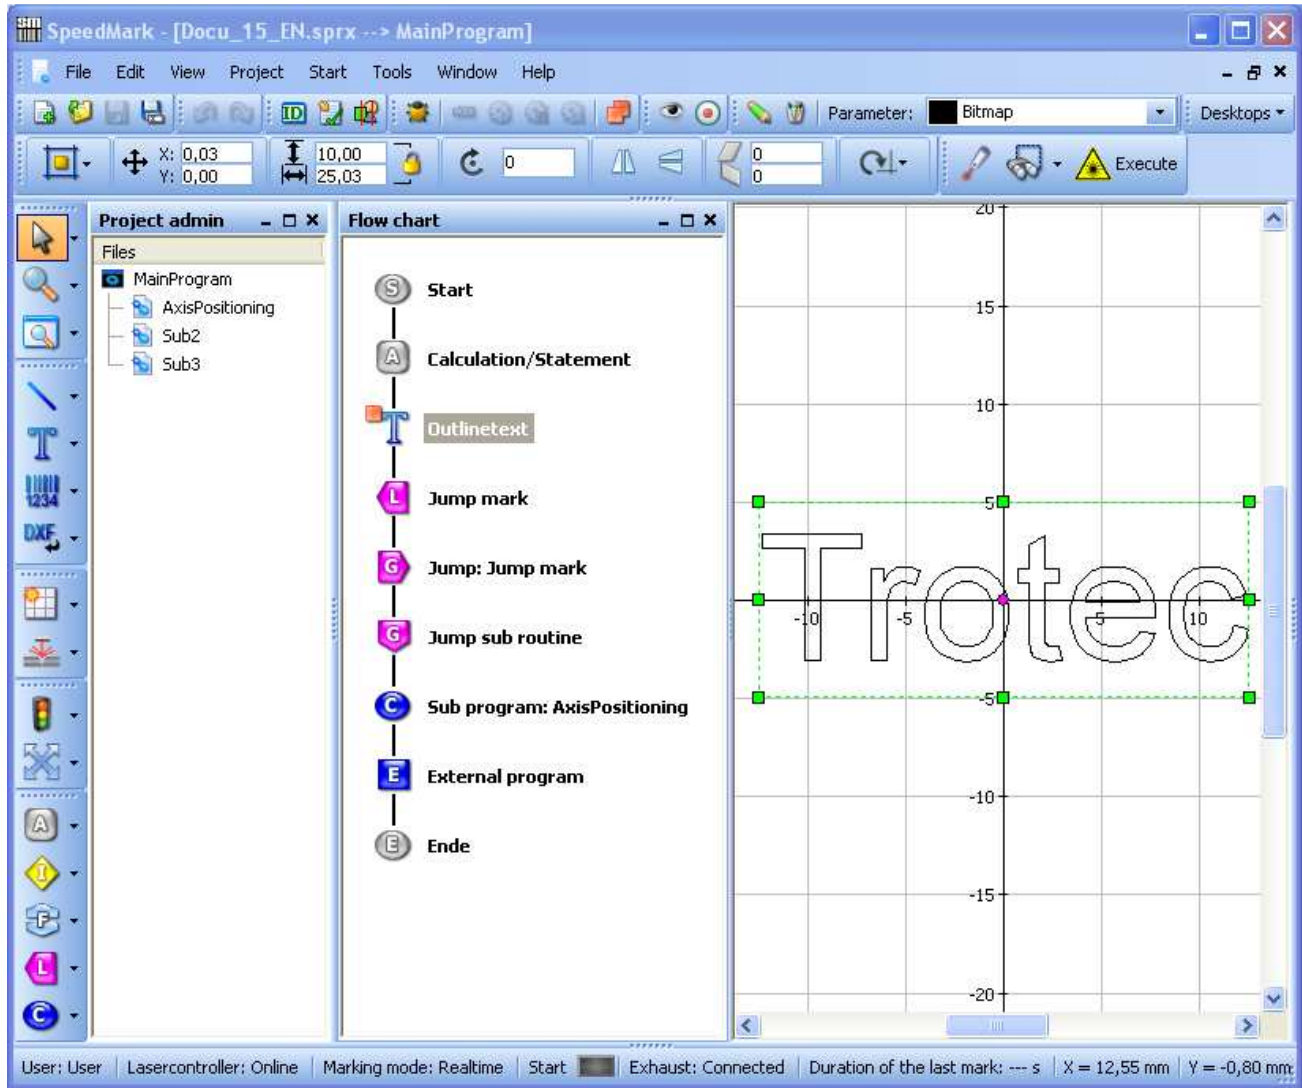 SpeedMark - [Docu_15_EN.sprx --> MainProgram]
File Edit View Project Start Tools Window Help
ID Parameter: Bitmap Desktops
X: 0,03 10,00 0 0 Execute
Y: 0,00 25,03 0
Project admin
Files
MainProgram
AxisPositioning
Sub2
Sub3
T
1234
DXF
A
I
F
L
C
Flow chart
S Start
A Calculation/Statement
T Outlinetext
L Jump mark
G Jump: Jump mark
G Jump sub routine
C Sub program: AxisPositioning
E External program
E Ende
20
15
10
5
Trotec
-10 -5 5 10
-5
-10
-15
-20
User: User Lasercontroller: Online Marking mode: Realtime Start Exhaust: Connected Duration of the last mark: --- s X = 12,55 mm Y = -0,80 mm